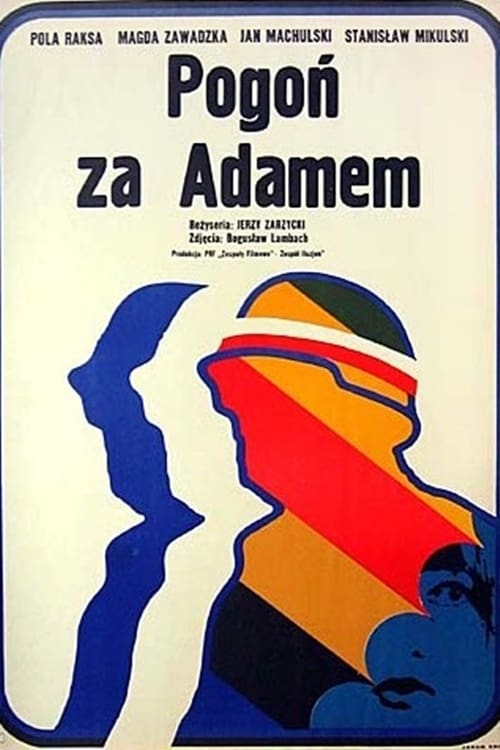 POLA RAKSA MAGDA ZAWADZKA JAN MACHULSKI STANISŁAW MIKULSKI
Pogoń
za Adamem
Reżyseria: JERZY ZARZYCKI
Zdjęcia: Bogusław Lambach
Produkcja: PRF „Zespoły Filmowe” - Zespół Iluzjon"